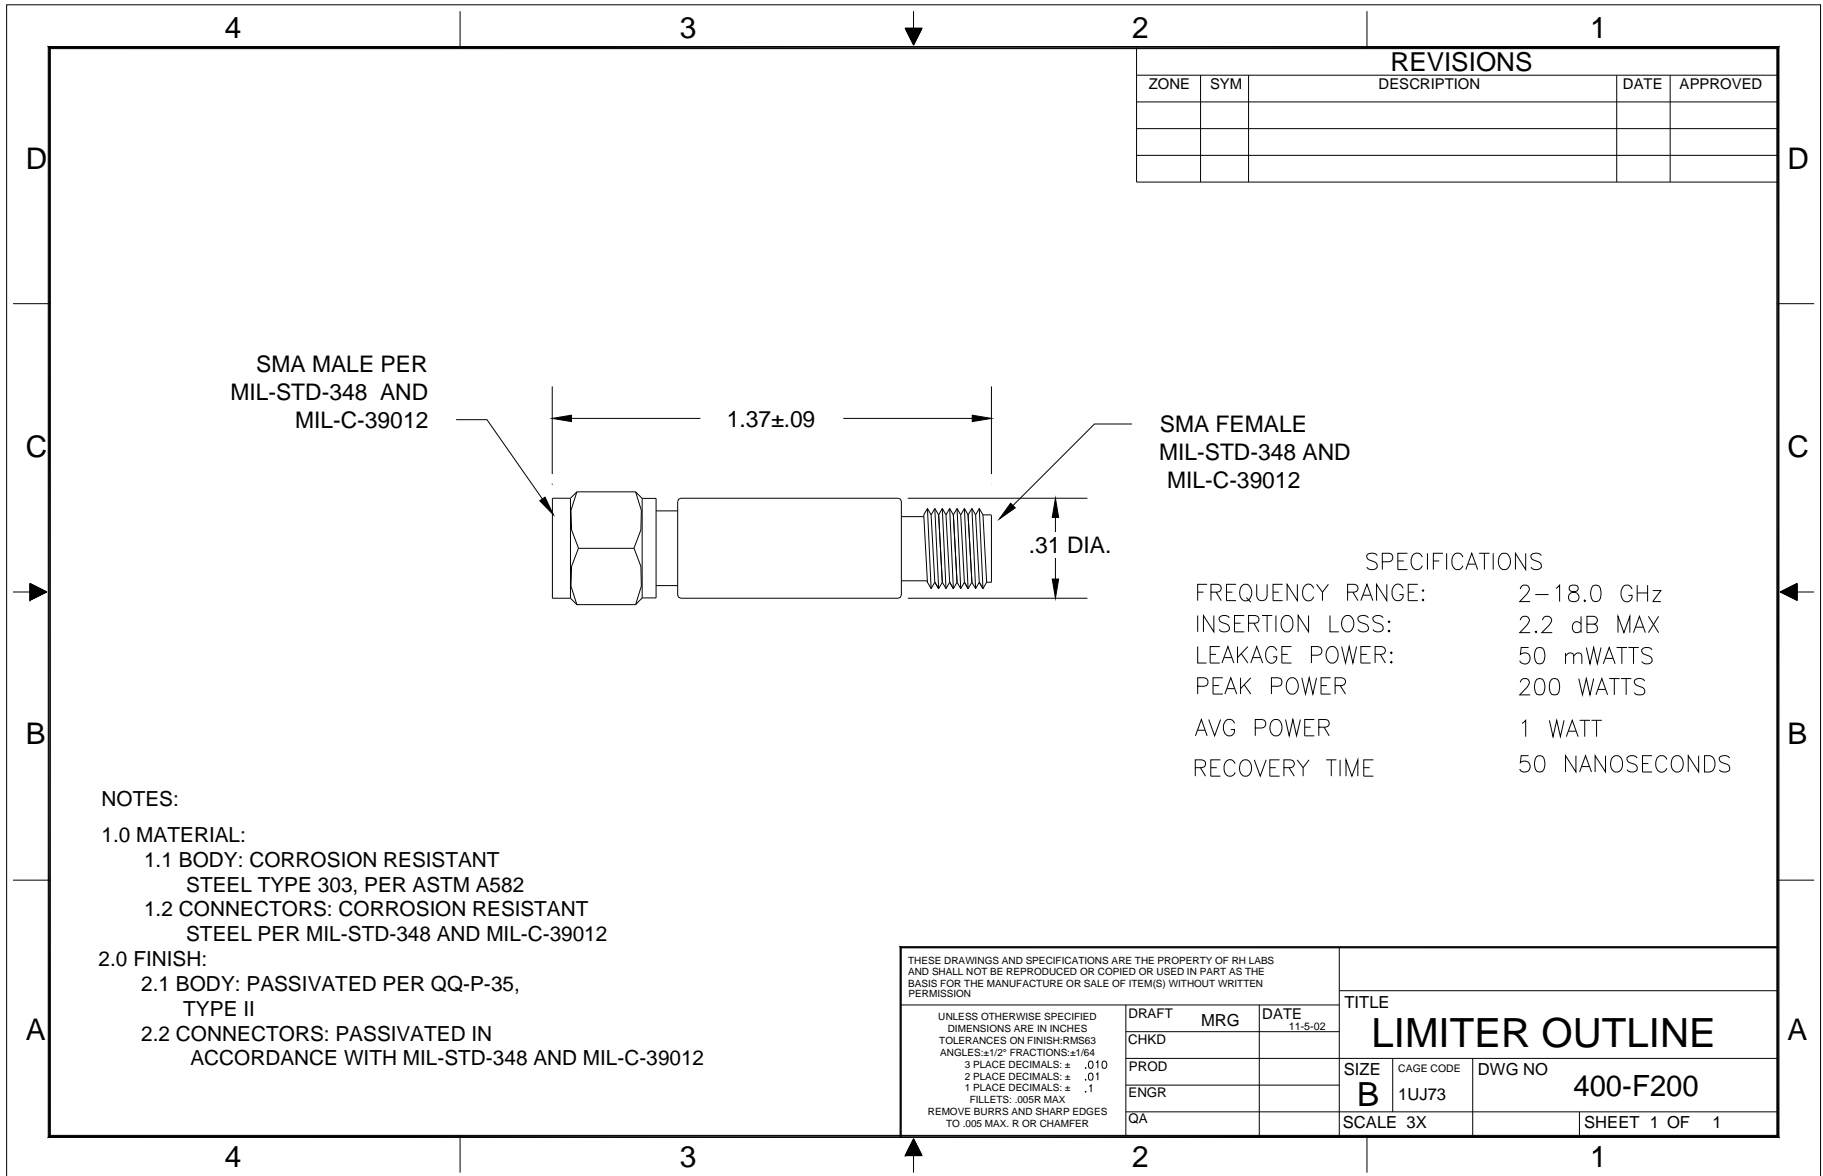 4 3 2 1
REVISIONS
ZONE SYM DESCRIPTION DATE APPROVED
D D
SMA MALE PER
MIL-STD-348 AND
MIL-C-39012
1.37±.09
SMA FEMALE
MIL-STD-348 AND
MIL-C-39012
C C
.31 DIA.
SPECIFICATIONS
FREQUENCY RANGE: 2-18.0 GHz
INSERTION LOSS: 2.2 dB MAX
LEAKAGE POWER: 50 mWATTS
PEAK POWER 200 WATTS
AVG POWER 1 WATT
RECOVERY TIME 50 NANOSECONDS
B B
NOTES:
1.0 MATERIAL:
1.1 BODY: CORROSION RESISTANT
STEEL TYPE 303, PER ASTM A582
1.2 CONNECTORS: CORROSION RESISTANT
STEEL PER MIL-STD-348 AND MIL-C-39012
2.0 FINISH:
2.1 BODY: PASSIVATED PER QQ-P-35,
TYPE II
2.2 CONNECTORS: PASSIVATED IN
ACCORDANCE WITH MIL-STD-348 AND MIL-C-39012
A A
THESE DRAWINGS AND SPECIFICATIONS ARE THE PROPERTY OF RH LABS
AND SHALL NOT BE REPRODUCED OR COPIED OR USED IN PART AS THE
BASIS FOR THE MANUFACTURE OR SALE OF ITEM(S) WITHOUT WRITTEN
PERMISSION
UNLESS OTHERWISE SPECIFIED
DIMENSIONS ARE IN INCHES
TOLERANCES ON FINISH:RMS63
ANGLES:±1/2° FRACTIONS:±1/64
3 PLACE DECIMALS: ± .010
2 PLACE DECIMALS: ± .01
1 PLACE DECIMALS: ± .1
FILLETS: .005R MAX
REMOVE BURRS AND SHARP EDGES
TO .005 MAX. R OR CHAMFER
DRAFT MRG DATE 11-5-02
CHKD
PROD
ENGR
QA
TITLE
LIMITER OUTLINE
SIZE B
CAGE CODE 1UJ73
DWG NO 400-F200
SCALE 3X SHEET 1 OF 1
4 3 2 1